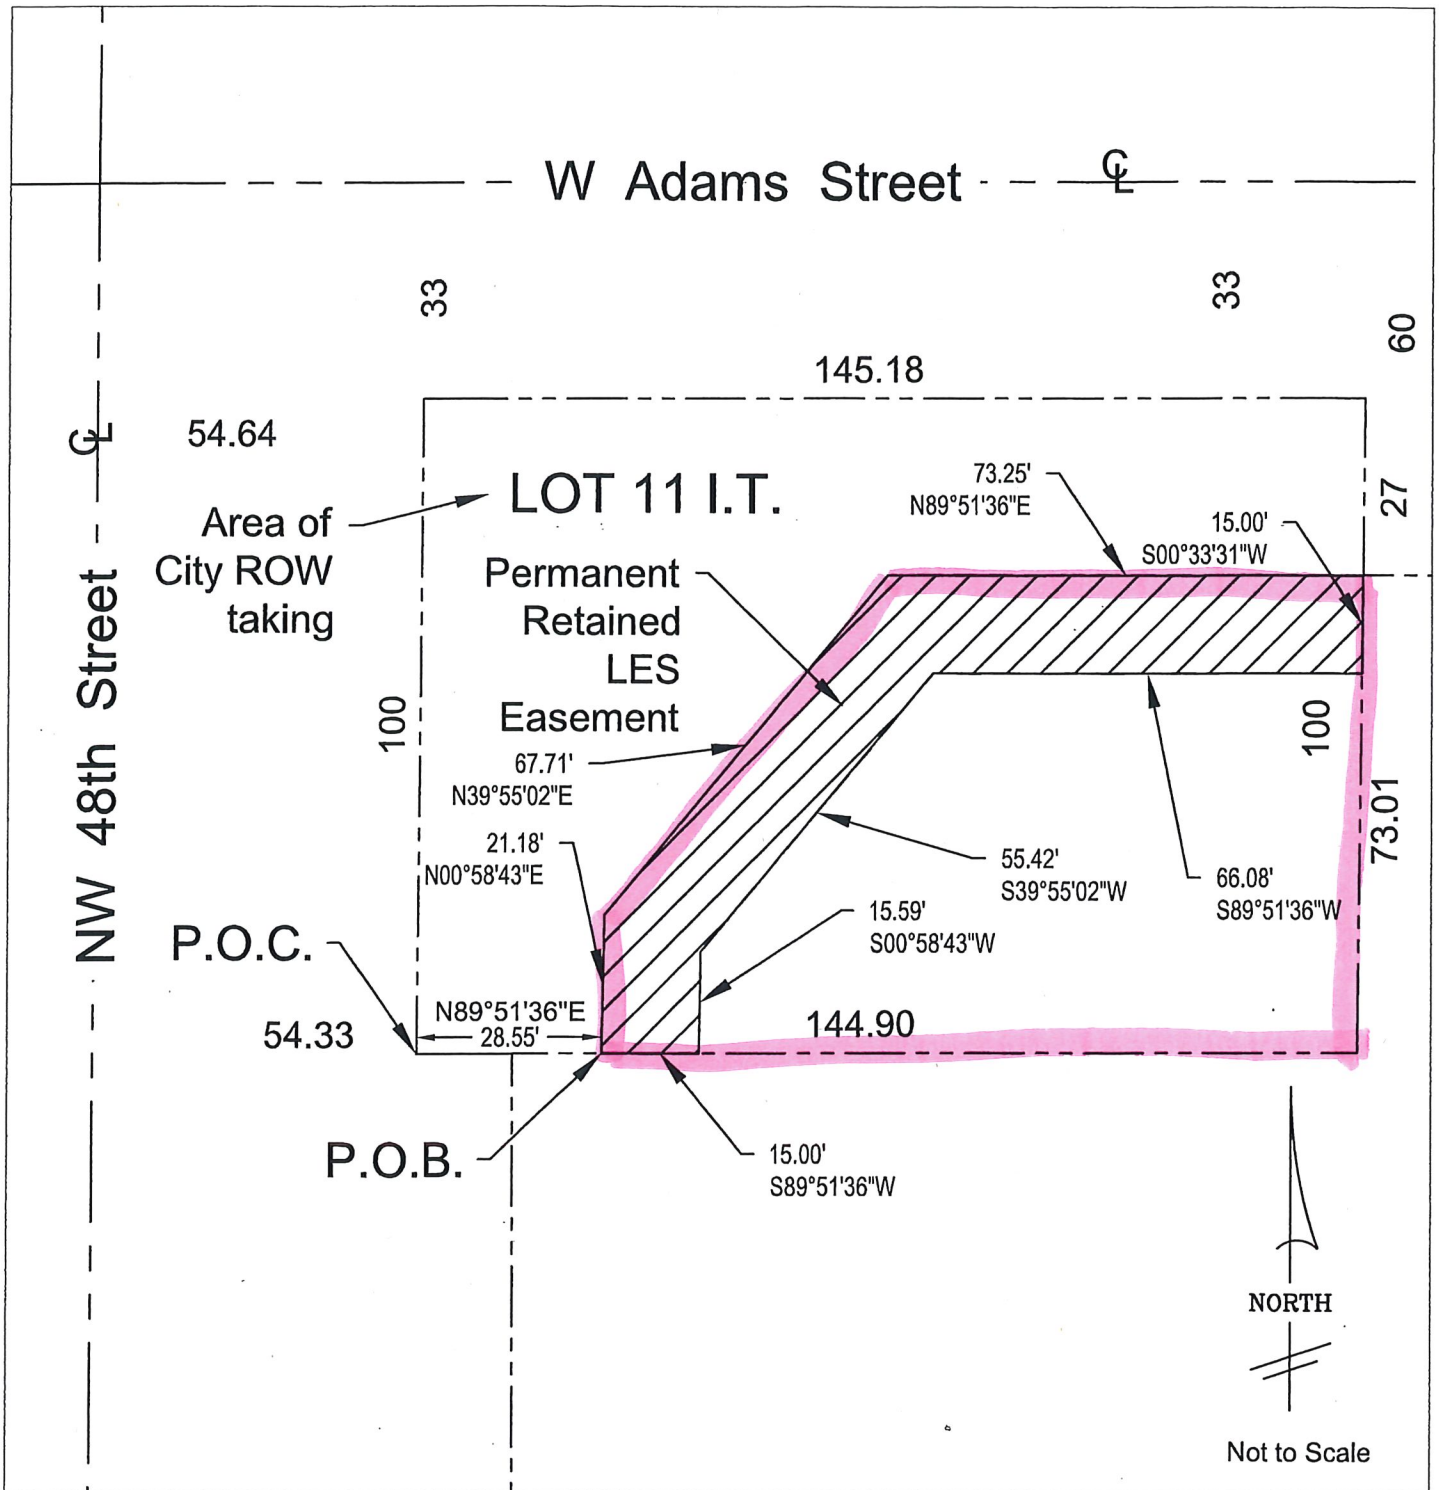 W Adams Street
C̵L
33
33
60
145.18
CL
54.64
LOT 11 I.T.
73.25'
N89°51'36"E
27
15.00'
S00°33'31"W
Area of
City ROW
taking
Permanent
Retained
LES
Easement
NW 48th Street
100
100
67.71'
N39°55'02"E
73.01
21.18'
N00°58'43"E
55.42'
S39°55'02"W
66.08'
S89°51'36"W
15.59'
S00°58'43"W
P.O.C.
N89°51'36"E
28.55'
54.33
144.90
P.O.B.
15.00'
S89°51'36"W
NORTH
Not to Scale